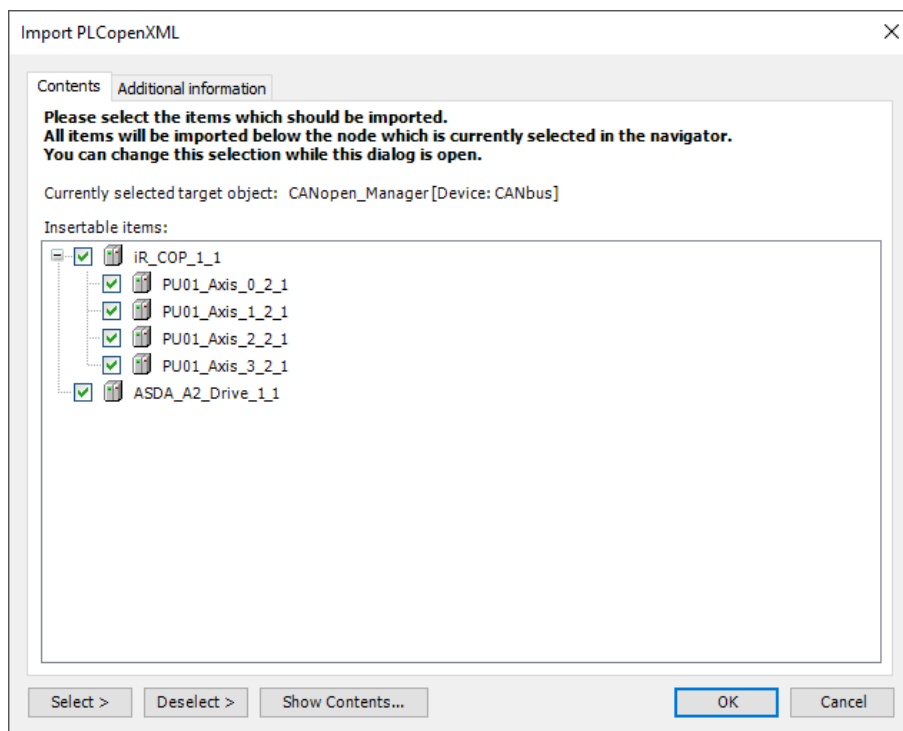 Import PLCopenXML
Contents
Additional information
Please select the items which should be imported.
All items will be imported below the node which is currently selected in the navigator.
You can change this selection while this dialog is open.
Currently selected target object: CANopen_Manager [Device: CANbus]
Insertable items:
iR_COP_1_1
PU01_Axis_0_2_1
PU01_Axis_1_2_1
PU01_Axis_2_2_1
PU01_Axis_3_2_1
ASDA_A2_Drive_1_1
Select >
Deselect >
Show Contents...
OK
Cancel